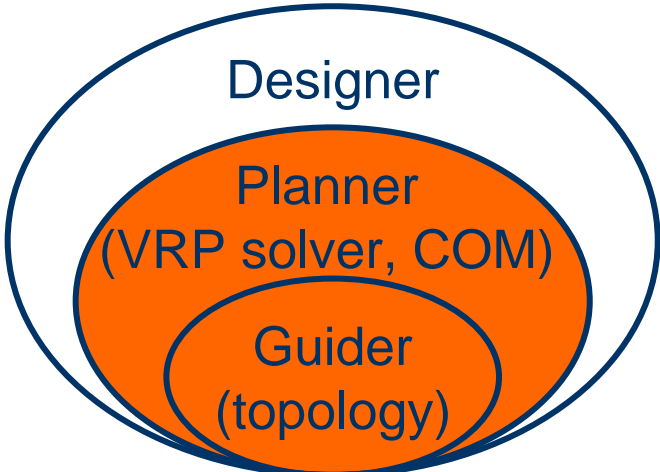 Designer
Planner
(VRP solver, COM)
Guider
(topology)